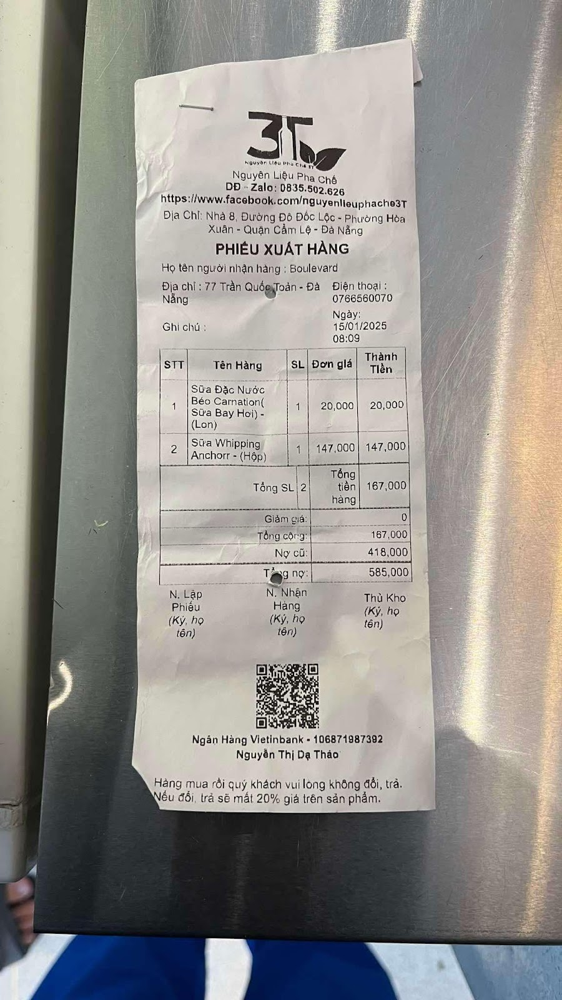 3T
Nguyên Liệu Pha Chế 3T
Nguyên Liệu Pha Chế
DĐ - Zalo: 0835.502.626
https://www.facebook.com/nguyenlieuphache3T
Địa Chỉ: Nhà 8, Đường Đô Đốc Lộc - Phường Hòa
Xuân - Quận Cẩm Lệ - Đà Nẵng
PHIẾU XUẤT HÀNG
Họ tên người nhận hàng : Boulevard
Địa chỉ : 77 Trần Quốc Toản - Đà
Nẵng
Điện thoại :
0766560070
Ghi chú :
Ngày:
15/01/2025
08:09
STT Tên Hàng SL Đơn giá Thành
Tiền
1 Sữa Đặc Nước
Béo Carnation(
Sữa Bay Hơi) -
(Lon) 1 20,000 20,000
2 Sữa Whipping
Anchorr - (Hộp) 1 147,000 147,000
Tổng SL 2 Tổng
tiền
hàng 167,000
Giảm giá: 0
Tổng cộng: 167,000
Nợ cũ: 418,000
Tổng nợ: 585,000
N. Lập
Phiếu
(Ký, họ
tên)
N. Nhận
Hàng
(Ký, họ
tên)
Thủ Kho
(Ký, họ
tên)
Ngân Hàng Vietinbank - 106871987392
Nguyễn Thị Dạ Thảo
Hàng mua rồi quý khách vui lòng không đổi, trả.
Nếu đổi, trả sẽ mất 20% giá trên sản phẩm.